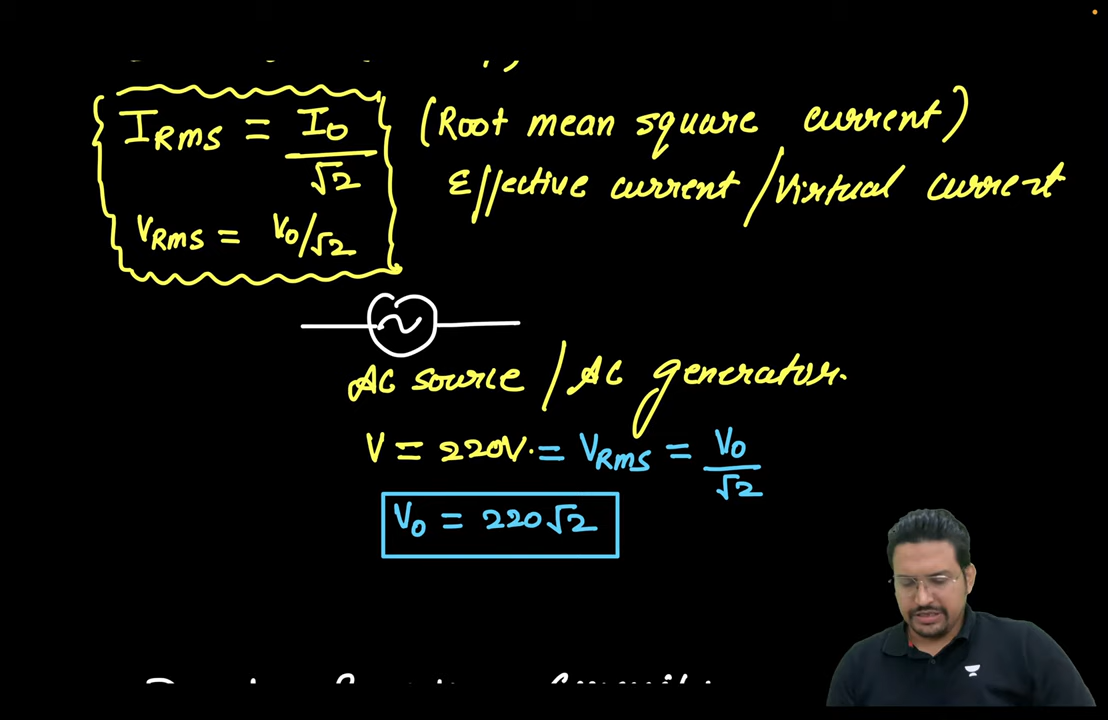 IRMS = I0/√2 (Root mean square current)
Effective current / Virtual current
VRMS = V0/√2
AC source / AC generator.
V = 220V. = VRMS = V0/√2
V0 = 220√2